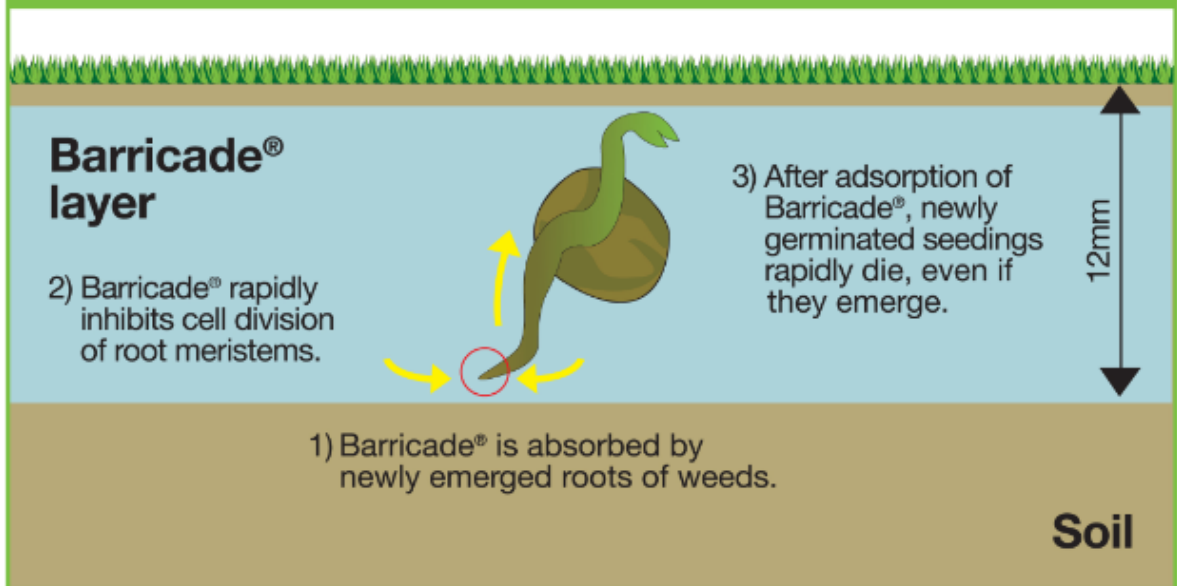 Barricade®
layer
1) Barricade® is absorbed by
newly emerged roots of weeds.
2) Barricade® rapidly
inhibits cell division
of root meristems.
3) After adsorption of
Barricade®, newly
germinated seedings
rapidly die, even if
they emerge.
12mm
Soil